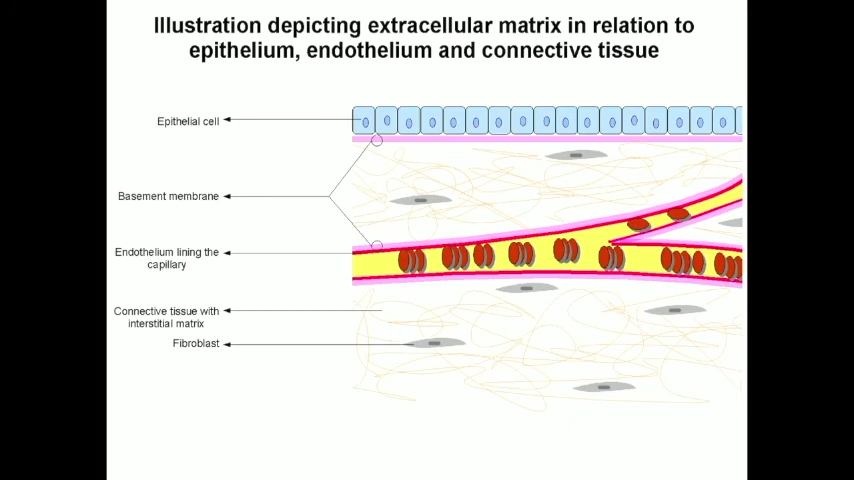 Illustration depicting extracellular matrix in relation to
epithelium, endothelium and connective tissue
Epithelial cell
Basement membrane
Endothelium lining the
capillary
Connective tissue with
interstitial matrix
Fibroblast